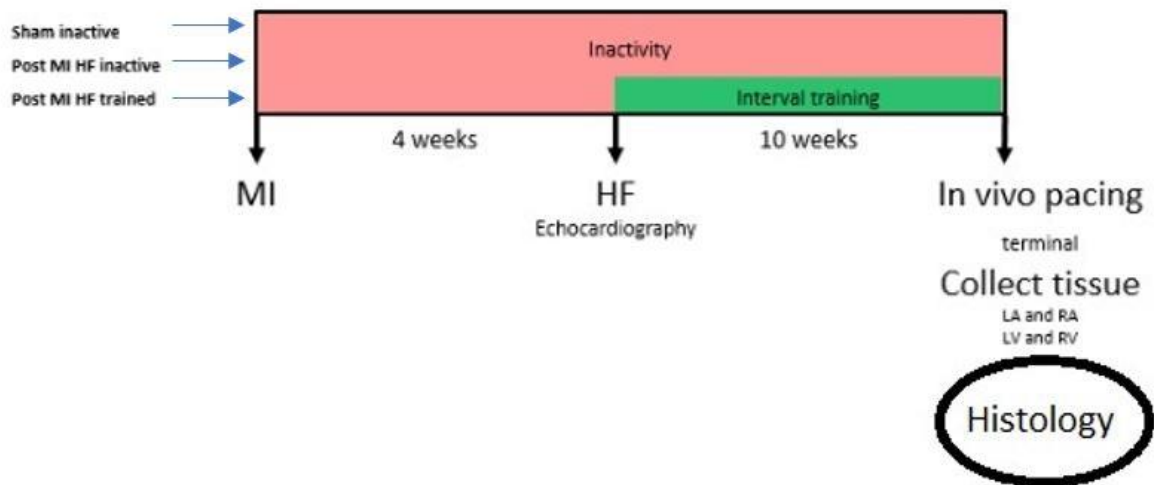 Sham inactive
Post MI HF inactive
Post MI HF trained
Inactivity
Interval training
4 weeks
10 weeks
MI
HF
Echocardiography
In vivo pacing
terminal
Collect tissue
LA and RA
LV and RV
Histology